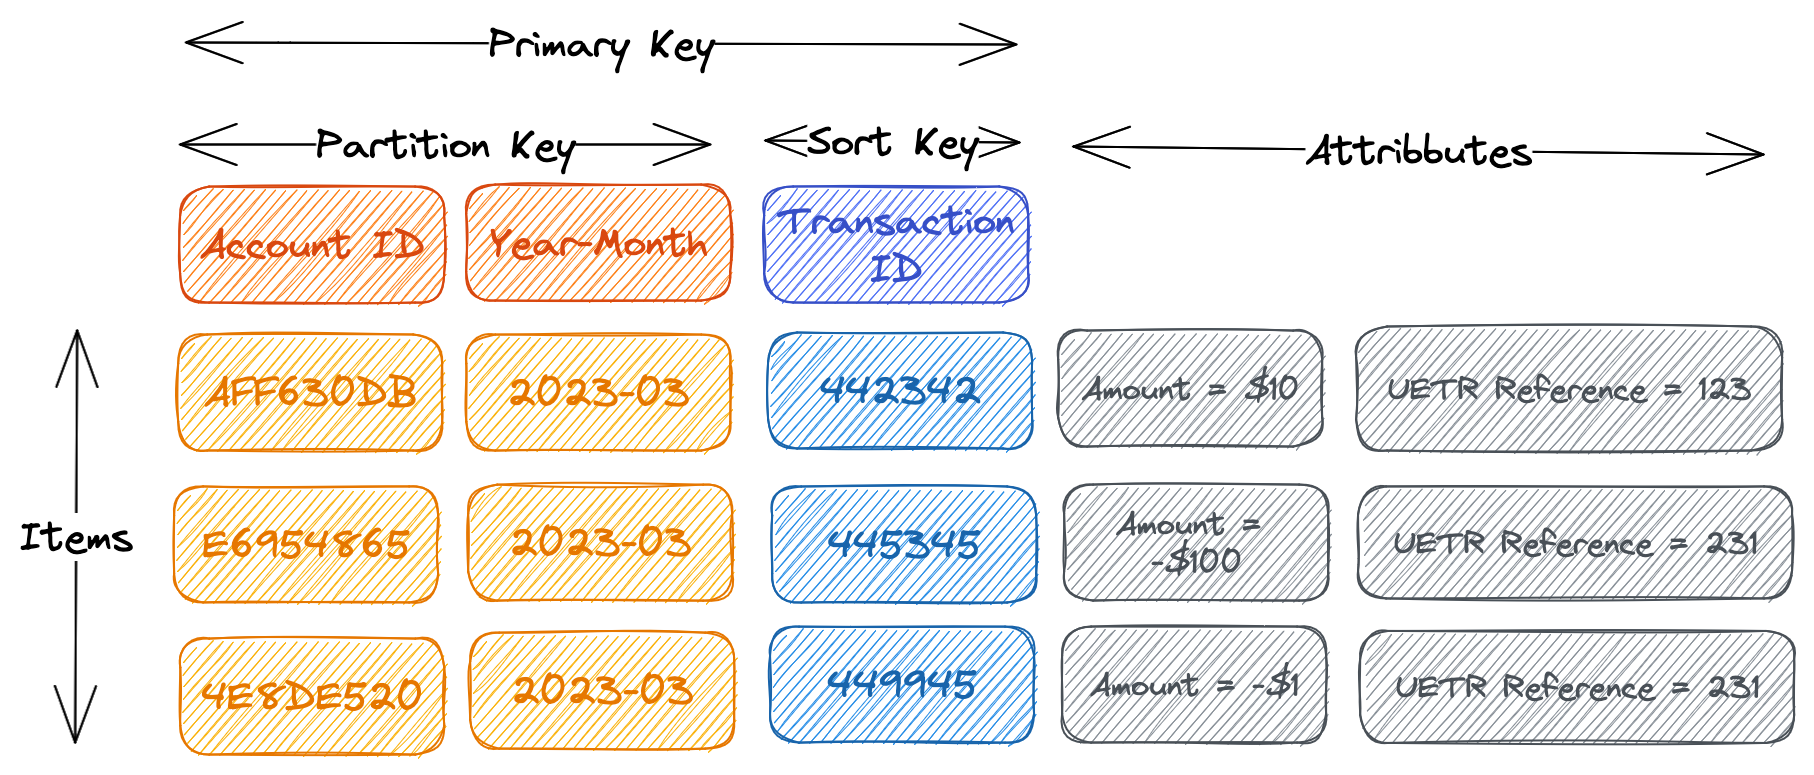 Primary Key
Partition Key
Sort Key
Attribbutes
Account ID
Year-Month
Transaction
ID
Items
AFF630DB
2023-03
442342
Amount = $10
UETR Reference = 123
E6954865
2023-03
445345
Amount =
-$100
UETR Reference = 231
4E8DE520
2023-03
449945
Amount = -$1
UETR Reference = 231